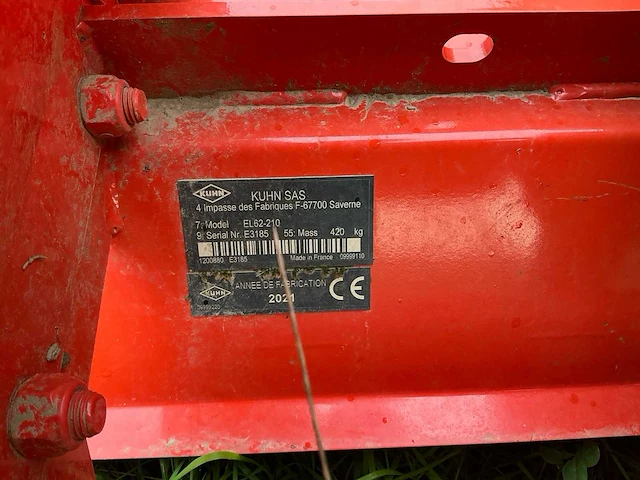 KUHN
KUHN SAS
4 Impasse des Fabriques F-67700 Saverne
7: Model EL62-210
9: Serial Nr. E3185 55: Mass 420 kg
1200880 E3185 Made in France 09999110
KUHN
ANNEE DE FABRICATION
2021
CE